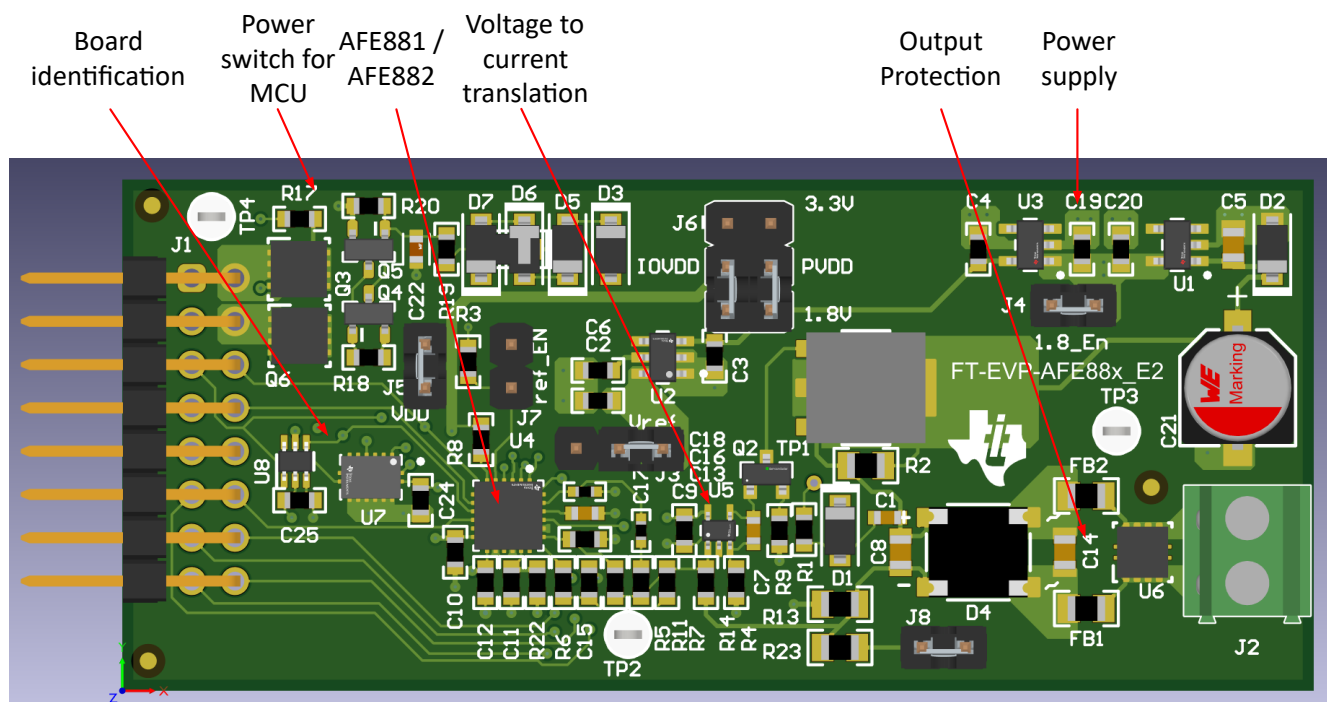 Board
identification
Power
switch for
MCU
AFE881 /
AFE882
Voltage to
current
translation
Output
Protection
Power
supply
R17
TP4
J1
R20
Q5
Q3
Q4
C22
R19
D7
D6
D5
D3
J6
3.3V
IOVDD
PVDD
1.8V
C4
U3
C19
C20
C5
D2
U1
J4
1.8_En
Q6
R18
J5
VDD
R3
ref_EN
J7
C6
C2
U2
C3
FT-EVP-AFE88x_E2
TP3
WE
Marking
C21
U8
C25
U7
C24
R8
U4
Vref
J3
C18
C16
C13
C17
C9
U5
Q2
TP1
R2
C1
C8
D1
R1
R9
C7
D4
FB2
C14
U6
FB1
J2
C10
C12
C11
R22
R6
C15
TP2
R5
R11
R7
R14
R4
R13
R23
J8
Y
Z
X